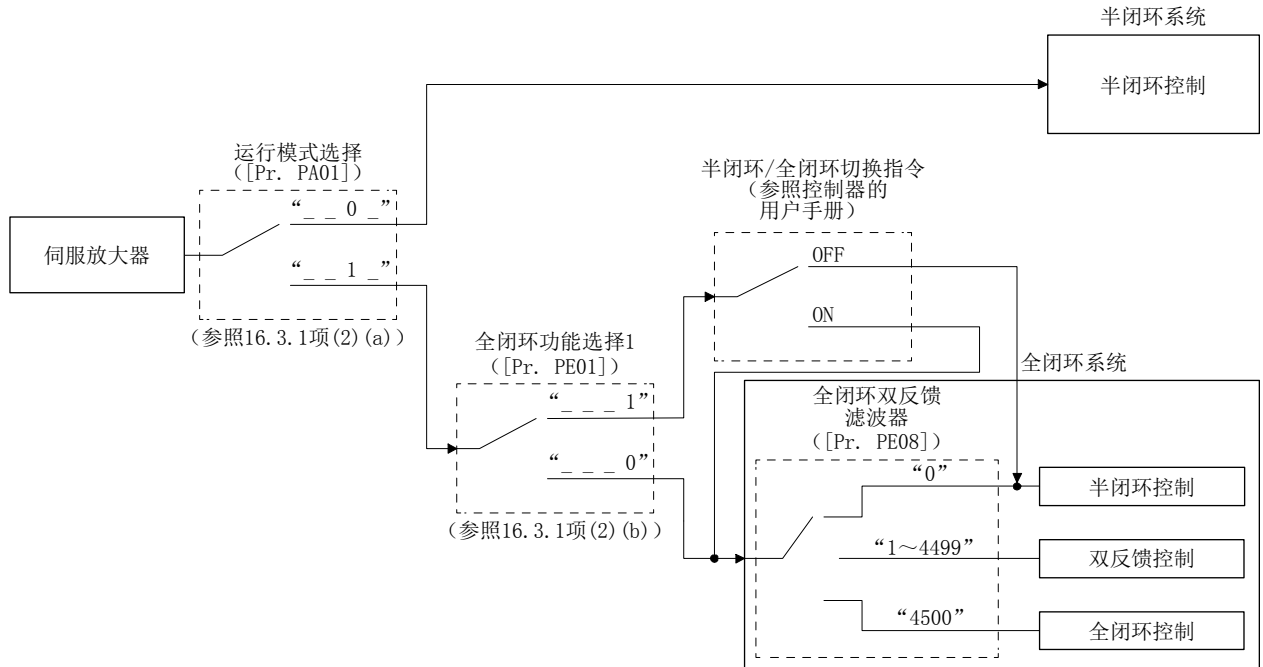 半闭环系统
半闭环控制
运行模式选择
([Pr. PA01])
半闭环/全闭环切换指令
(参照控制器的
用户手册)
“_ _ 0 _”
伺服放大器
“_ _ 1 _”
OFF
ON
(参照16.3.1项(2)(a))
全闭环功能选择1
([Pr. PE01])
全闭环系统
“_ _ _ 1”
全闭环双反馈
滤波器
([Pr. PE08])
“_ _ _ 0”
“0”
半闭环控制
(参照16.3.1项(2)(b))
“1～4499”
双反馈控制
“4500”
全闭环控制